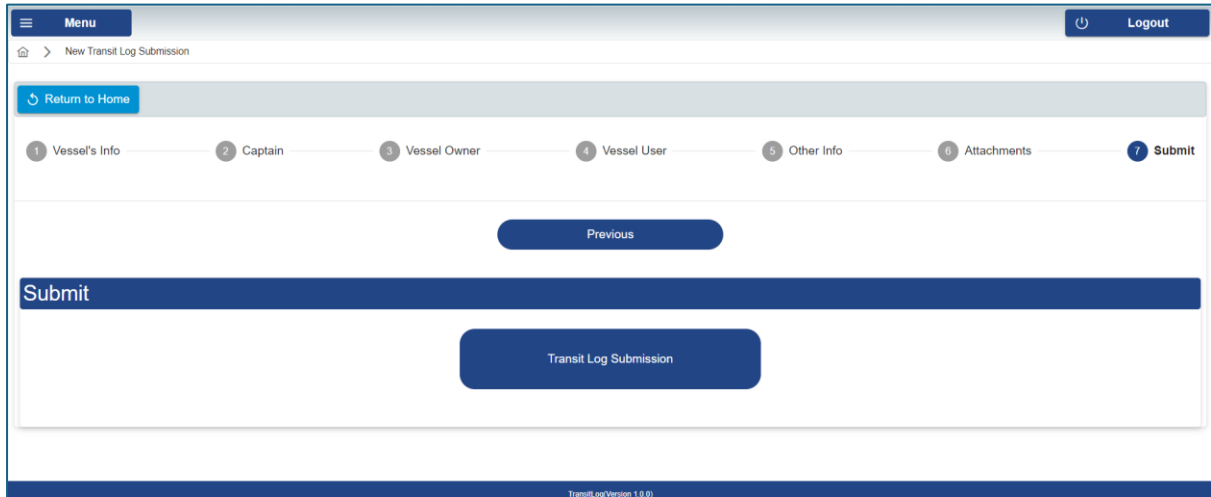 Menu
Logout
New Transit Log Submission
Return to Home
1 Vessel's Info
2 Captain
3 Vessel Owner
4 Vessel User
5 Other Info
6 Attachments
7 Submit
Previous
Submit
Transit Log Submission
TransitLog(Version 1.0.0)